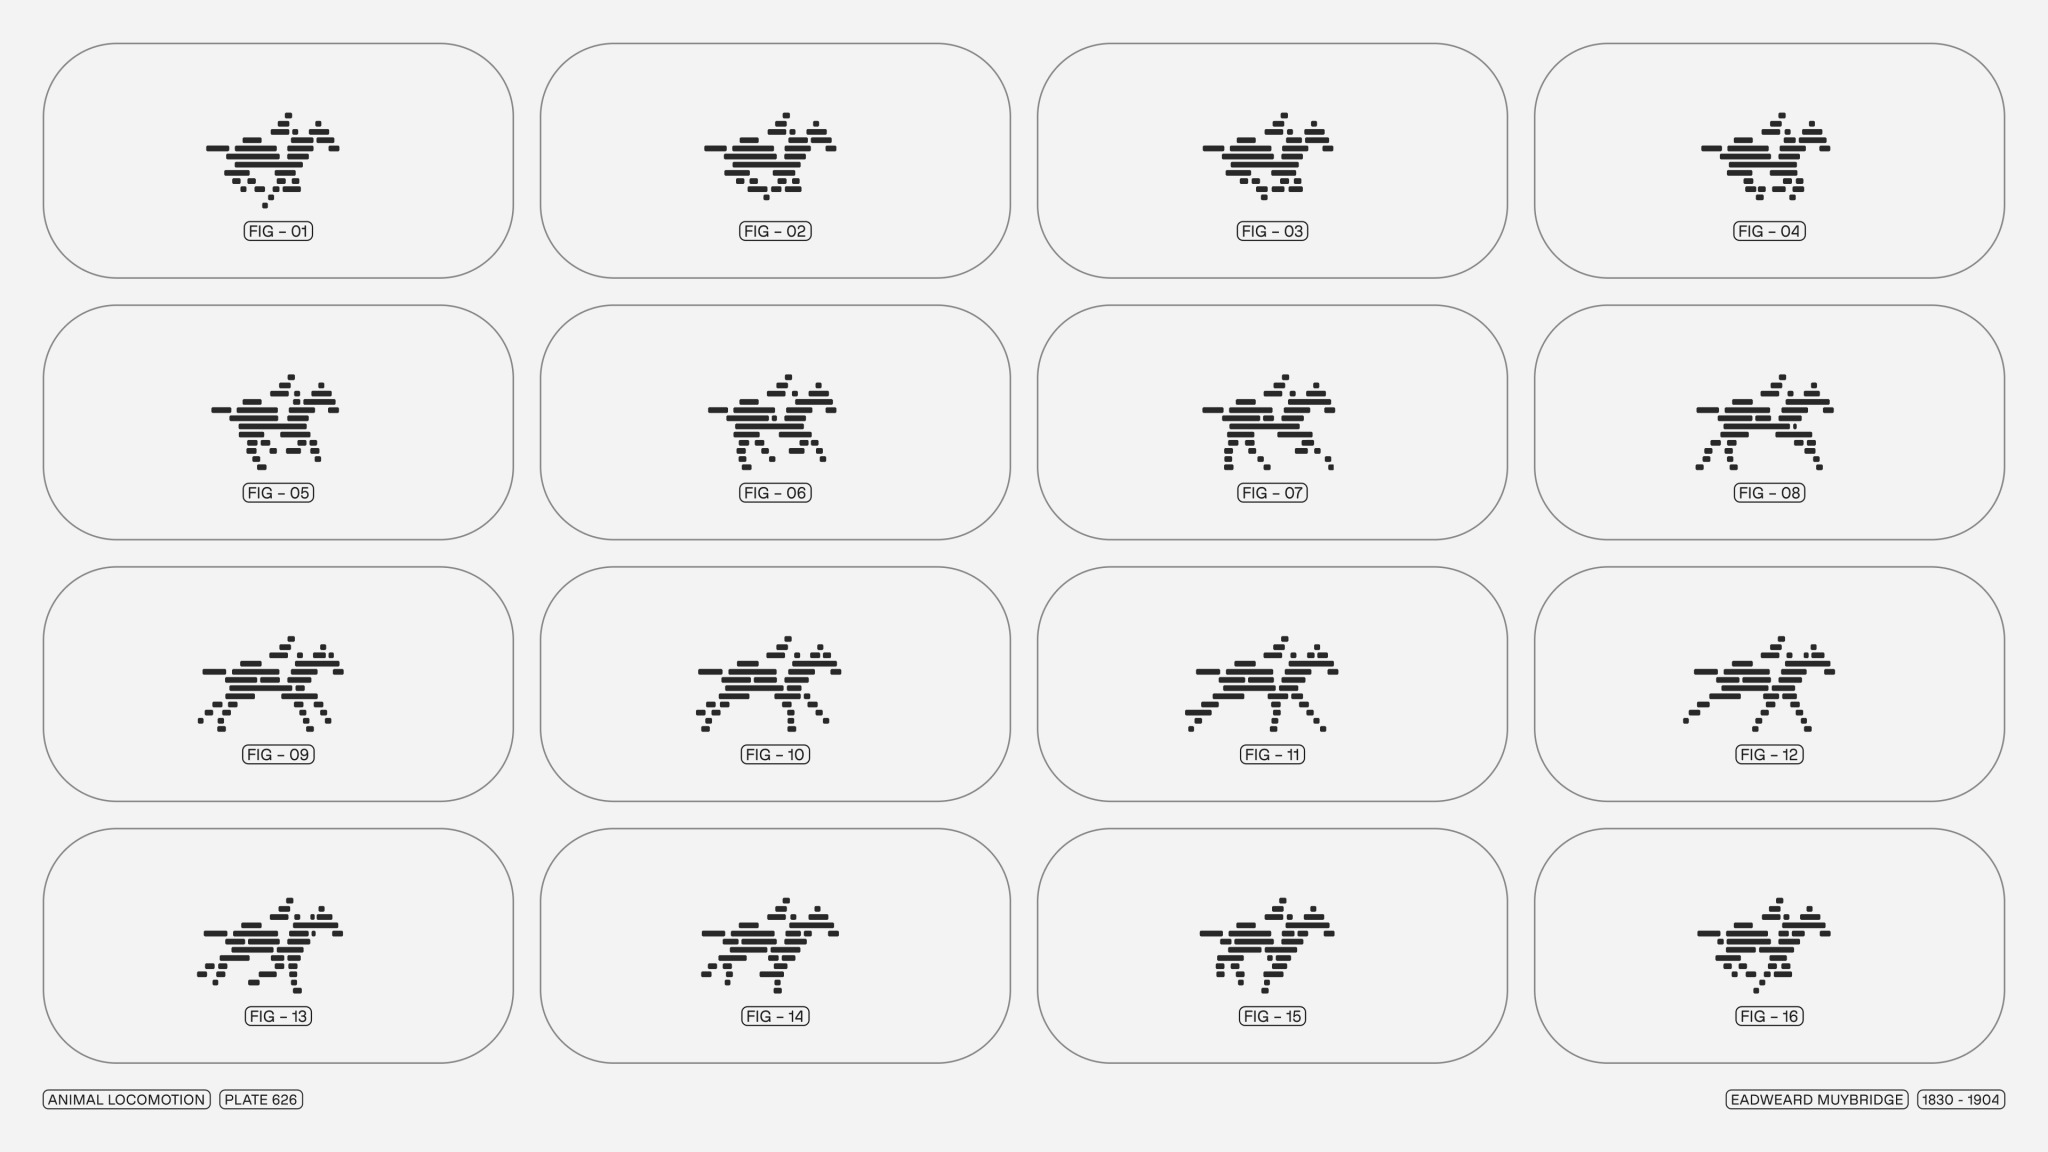 FIG – 01
FIG – 02
FIG – 03
FIG – 04
FIG – 05
FIG – 06
FIG – 07
FIG – 08
FIG – 09
FIG – 10
FIG – 11
FIG – 12
FIG – 13
FIG – 14
FIG – 15
FIG – 16
ANIMAL LOCOMOTION PLATE 626
EADWEARD MUYBRIDGE 1830 - 1904